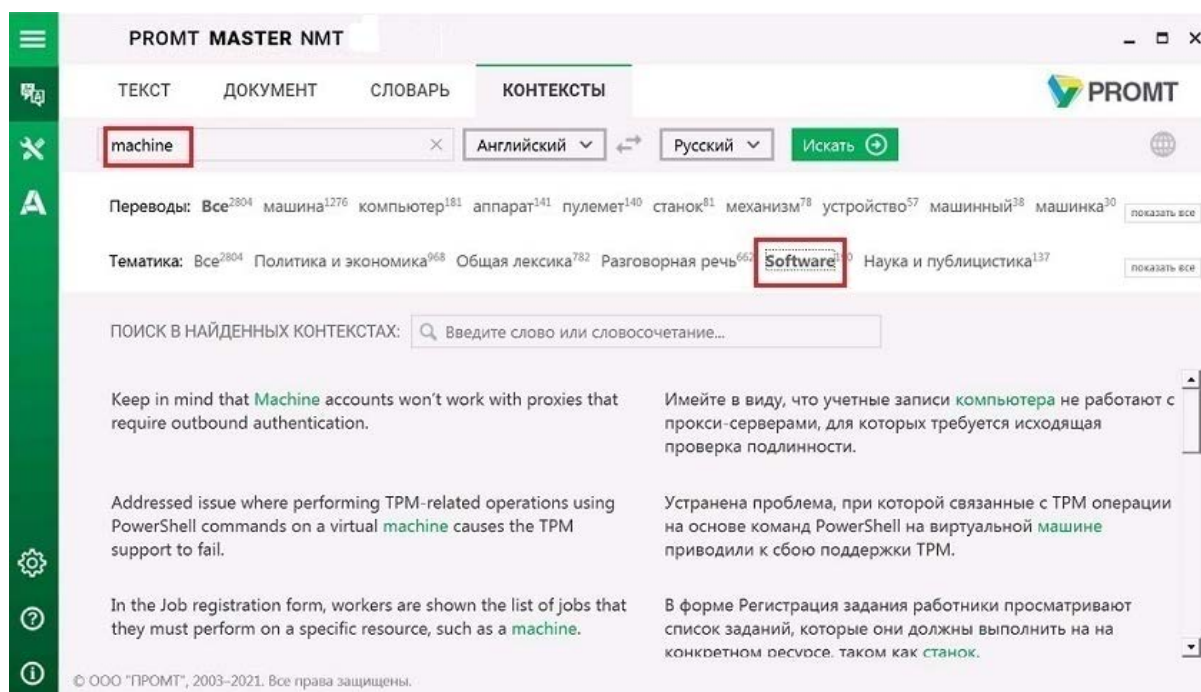 PROMT MASTER NMT
ТЕКСТ ДОКУМЕНТ СЛОВАРЬ КОНТЕКСТЫ
PROMT
machine Английский Русский Искать
Переводы: Все2804 машина1276 компьютер181 аппарат141 пулемет140 станок81 механизм78 устройство57 машинный38 машинка30 показать все
Тематика: Все2804 Политика и экономика968 Общая лексика782 Разговорная речь662 Software Наука и публицистика137 показать все
ПОИСК В НАЙДЕННЫХ КОНТЕКСТАХ: Введите слово или словосочетание...
Keep in mind that Machine accounts won't work with proxies that
require outbound authentication.
Имейте в виду, что учетные записи компьютера не работают с
прокси-серверами, для которых требуется исходящая
проверка подлинности.
Addressed issue where performing TPM-related operations using
PowerShell commands on a virtual machine causes the TPM
support to fail.
Устранена проблема, при которой связанные с TPM операции
на основе команд PowerShell на виртуальной машине
приводили к сбою поддержки TPM.
In the Job registration form, workers are shown the list of jobs that
they must perform on a specific resource, such as a machine.
В форме Регистрация задания работники просматривают
список заданий, которые они должны выполнить на на
конкретном ресурсе, таком как станок.
© ООО "ПРОМТ", 2003–2021. Все права защищены.